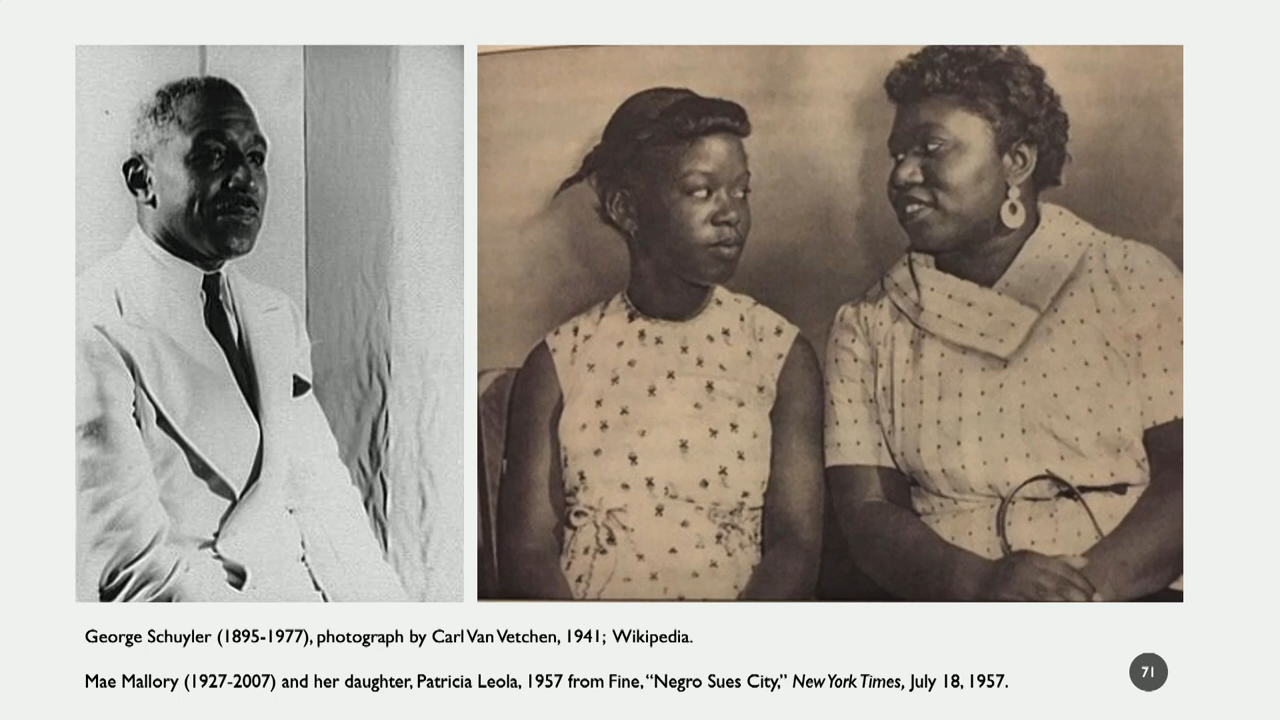 George Schuyler (1895-1977), photograph by Carl Van Vetchen, 1941; Wikipedia.
Mae Mallory (1927-2007) and her daughter, Patricia Leola, 1957 from Fine, “Negro Sues City,” New York Times, July 18, 1957.
71